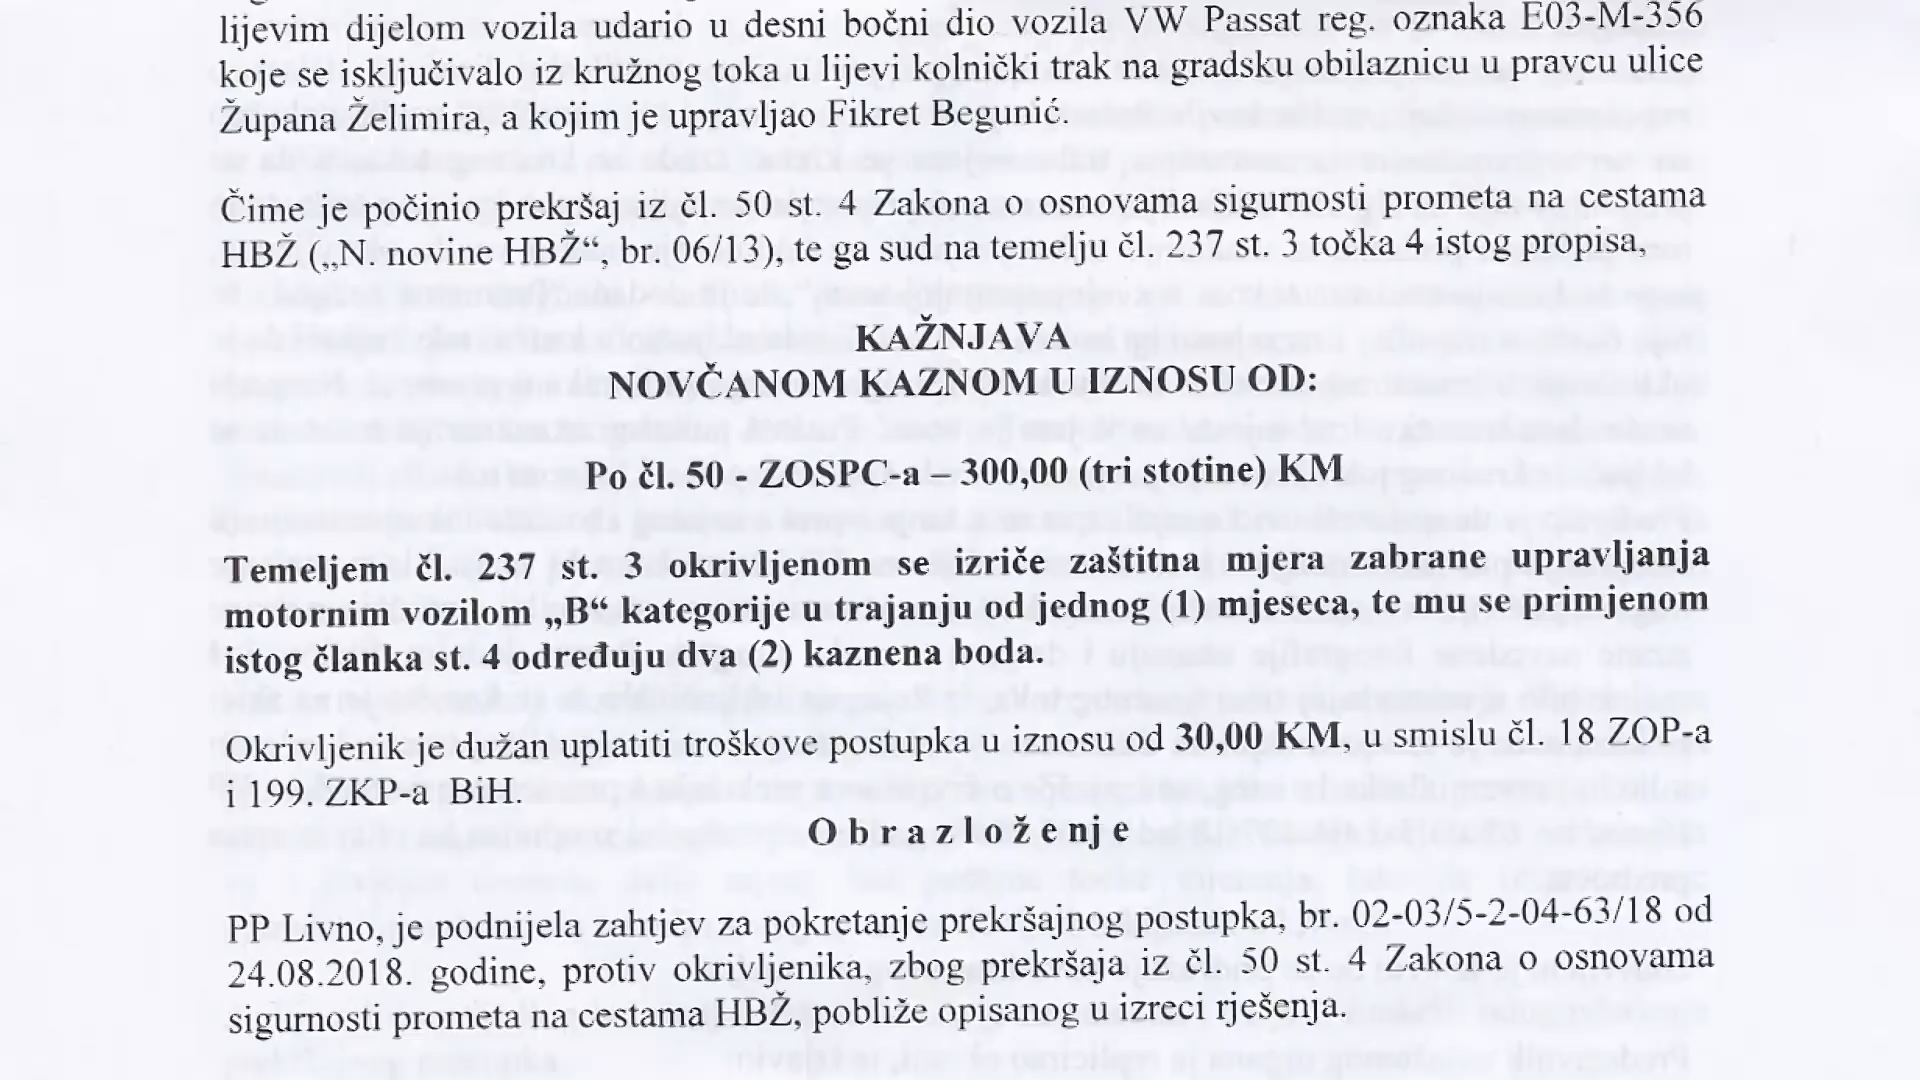 lijevim dijelom vozila udario u desni bočni dio vozila VW Passat reg. oznaka E03-M-356
koje se isključivalo iz kružnog toka u lijevi kolnički trak na gradsku obilaznicu u pravcu ulice
Župana Želimira, a kojim je upravljao Fikret Begunić.
Čime je počinio prekršaj iz čl. 50 st. 4 Zakona o osnovama sigurnosti prometa na cestama
HBŽ („N. novine HBŽ“, br. 06/13), te ga sud na temelju čl. 237 st. 3 točka 4 istog propisa,
KAŽNJAVA
NOVČANOM KAZNOM U IZNOSU OD:
Po čl. 50 - ZOSPC-a – 300,00 (tri stotine) KM
Temeljem čl. 237 st. 3 okrivljenom se izriče zaštitna mjera zabrane upravljanja
motornim vozilom „B“ kategorije u trajanju od jednog (1) mjeseca, te mu se primjenom
istog članka st. 4 određuju dva (2) kaznena boda.
Okrivljenik je dužan uplatiti troškove postupka u iznosu od 30,00 KM, u smislu čl. 18 ZOP-a
i 199. ZKP-a BiH.
O b r a z l o ž e nj e
PP Livno, je podnijela zahtjev za pokretanje prekršajnog postupka, br. 02-03/5-2-04-63/18 od
24.08.2018. godine, protiv okrivljenika, zbog prekršaja iz čl. 50 st. 4 Zakona o osnovama
sigurnosti prometa na cestama HBŽ, pobliže opisanog u izreci rješenja.